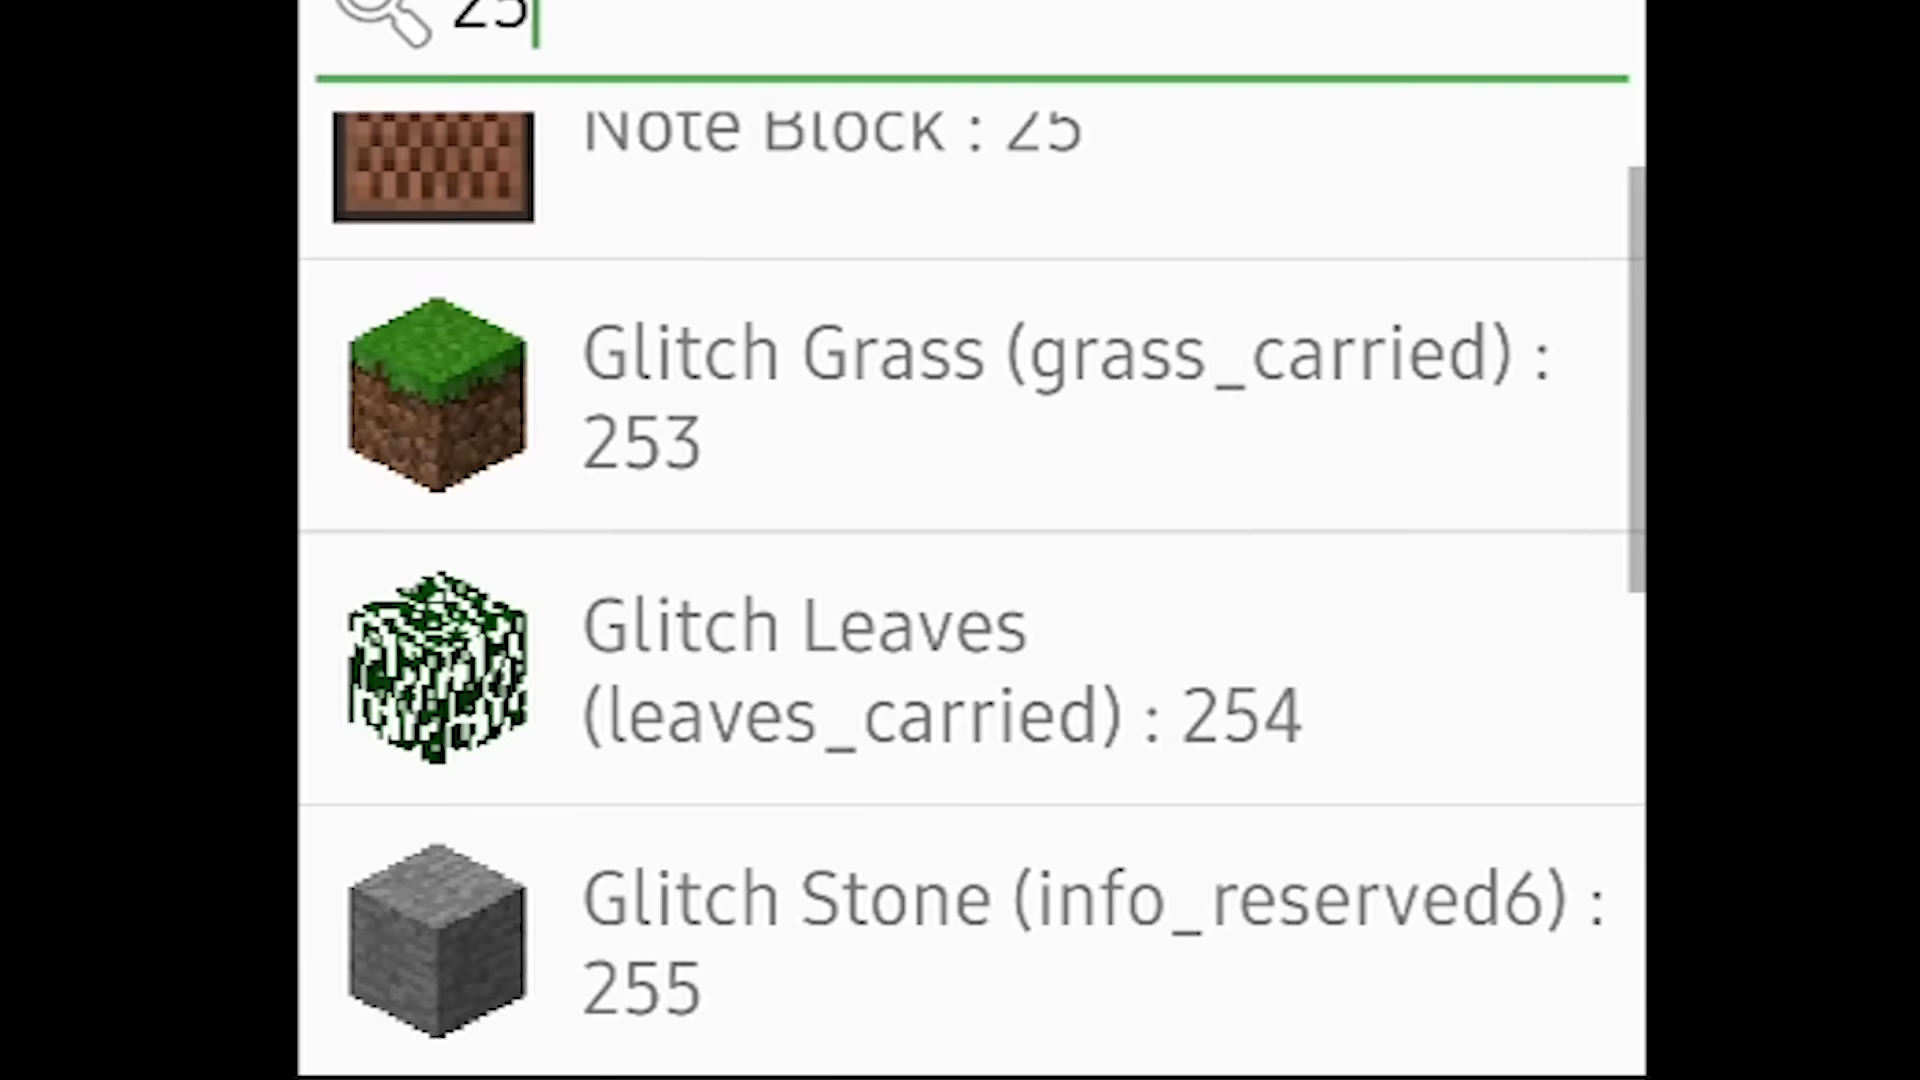 25
Note Block : 25
Glitch Grass (grass_carried) :
253
Glitch Leaves
(leaves_carried) : 254
Glitch Stone (info_reserved6) :
255